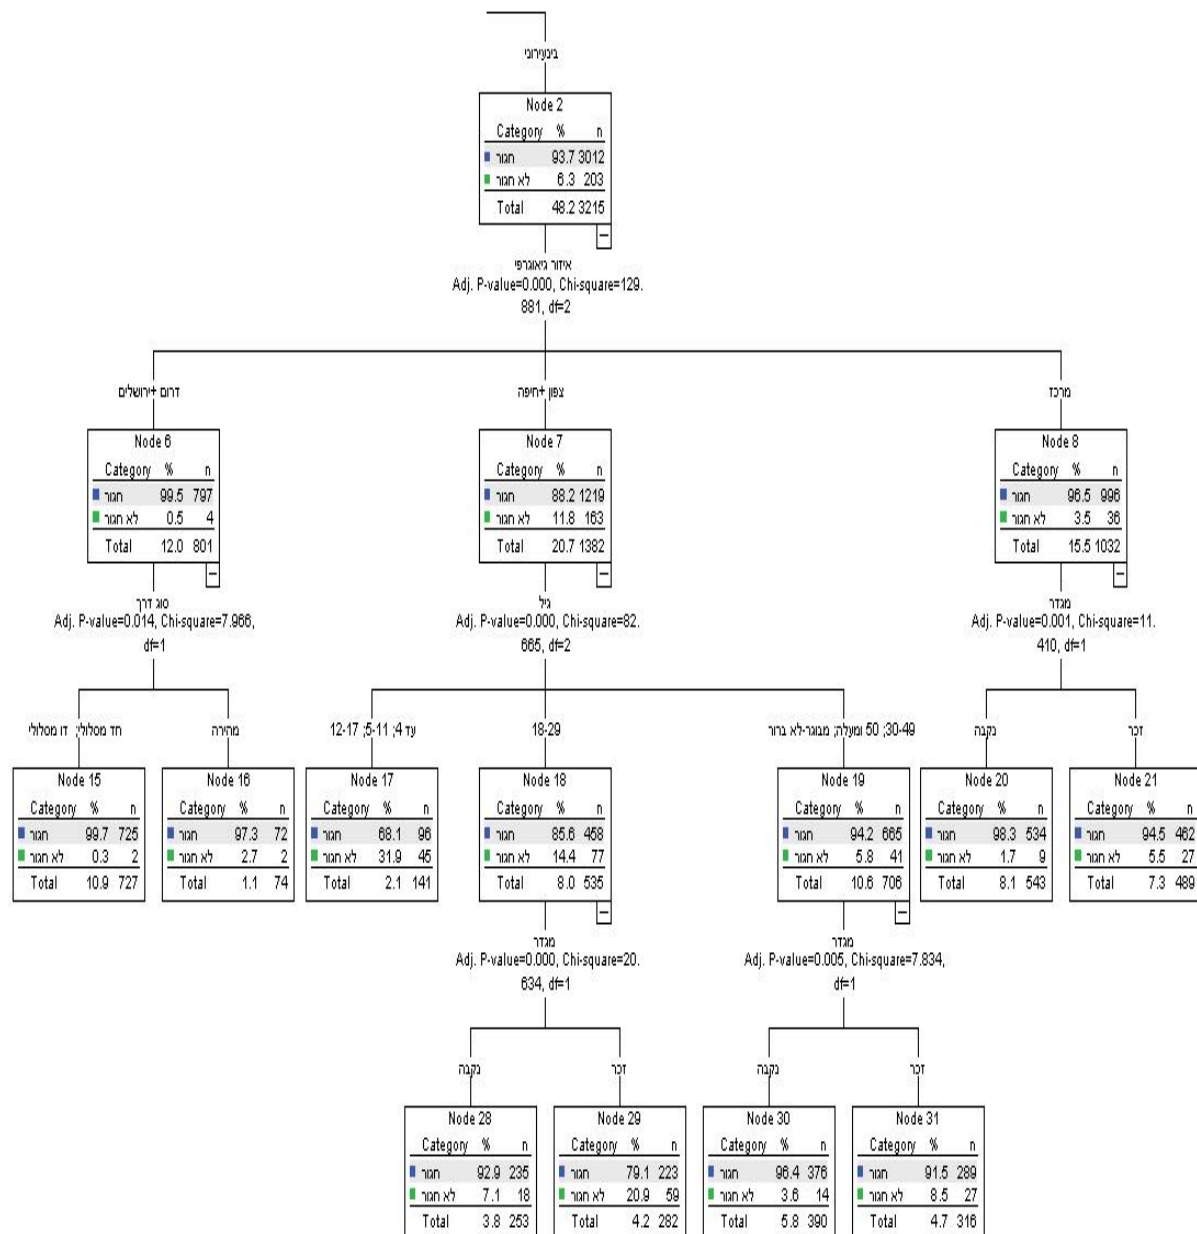 בינעירוני
Node 2
Category % n
חגור 93.7 3012
לא חגור 6.3 203
Total 48.2 3215
איזור גיאוגרפי
Adj. P-value=0.000, Chi-square=129.
881, df=2
דרום +ירושלים
צפון +חיפה
מרכז
Node 6
Category % n
חגור 99.5 797
לא חגור 0.5 4
Total 12.0 801
סוג דרך
Adj. P-value=0.014, Chi-square=7.966,
df=1
Node 7
Category % n
חגור 88.2 1219
לא חגור 11.8 163
Total 20.7 1382
גיל
Adj. P-value=0.000, Chi-square=82.
665, df=2
Node 8
Category % n
חגור 96.5 996
לא חגור 3.5 36
Total 15.5 1032
מגדר
Adj. P-value=0.001, Chi-square=11.
410, df=1
חד מסלולי; דו מסלולי
מהירה
עד 4; 5-11; 12-17
18-29
30-49; 50 ומעלה; מבוגר-לא ברור
נקבה
זכר
Node 15
Category % n
חגור 99.7 725
לא חגור 0.3 2
Total 10.9 727
Node 16
Category % n
חגור 97.3 72
לא חגור 2.7 2
Total 1.1 74
Node 17
Category % n
חגור 68.1 96
לא חגור 31.9 45
Total 2.1 141
Node 18
Category % n
חגור 85.6 458
לא חגור 14.4 77
Total 8.0 535
מגדר
Adj. P-value=0.000, Chi-square=20.
634, df=1
Node 19
Category % n
חגור 94.2 665
לא חגור 5.8 41
Total 10.6 706
מגדר
Adj. P-value=0.005, Chi-square=7.834,
df=1
Node 20
Category % n
חגור 98.3 534
לא חגור 1.7 9
Total 8.1 543
Node 21
Category % n
חגור 94.5 462
לא חגור 5.5 27
Total 7.3 489
נקבה
זכר
נקבה
זכר
Node 28
Category % n
חגור 92.9 235
לא חגור 7.1 18
Total 3.8 253
Node 29
Category % n
חגור 79.1 223
לא חגור 20.9 59
Total 4.2 282
Node 30
Category % n
חגור 96.4 376
לא חגור 3.6 14
Total 5.8 390
Node 31
Category % n
חגור 91.5 289
לא חגור 8.5 27
Total 4.7 316